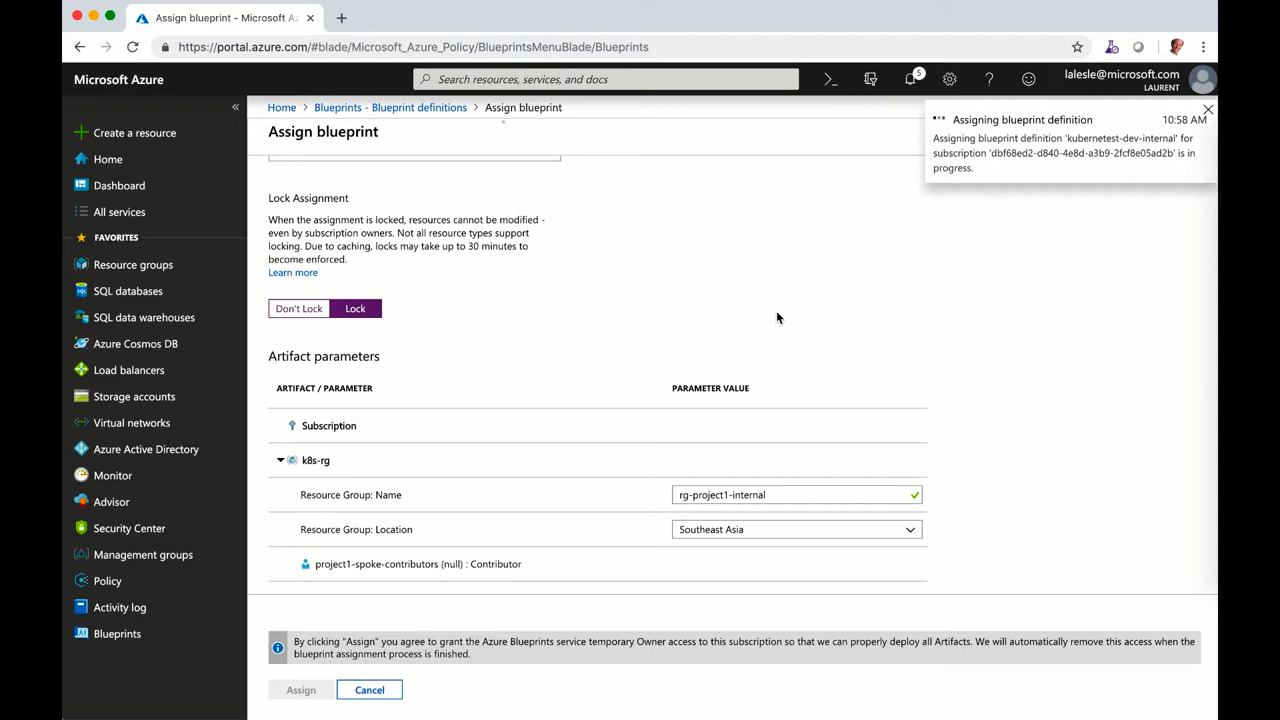 Assign blueprint - Microsoft Az
https://portal.azure.com/#blade/Microsoft_Azure_Policy/BlueprintsMenuBlade/Blueprints
Microsoft Azure
Search resources, services, and docs
5
lalesle@microsoft.com
LAURENT
Home > Blueprints - Blueprint definitions > Assign blueprint
Assign blueprint
Assigning blueprint definition 10:58 AM
Assigning blueprint definition 'kubernetest-dev-internal' for
subscription 'dbf68ed2-d840-4e8d-a3b9-2fcf8e05ad2b' is in
progress.
Create a resource
Home
Dashboard
All services
FAVORITES
Resource groups
SQL databases
SQL data warehouses
Azure Cosmos DB
Load balancers
Storage accounts
Virtual networks
Azure Active Directory
Monitor
Advisor
Security Center
Management groups
Policy
Activity log
Blueprints
Lock Assignment
When the assignment is locked, resources cannot be modified -
even by subscription owners. Not all resource types support
locking. Due to caching, locks may take up to 30 minutes to
become enforced.
Learn more
Don't Lock Lock
Artifact parameters
ARTIFACT / PARAMETER PARAMETER VALUE
Subscription
k8s-rg
Resource Group: Name rg-project1-internal
Resource Group: Location Southeast Asia
project1-spoke-contributors (null) : Contributor
By clicking "Assign" you agree to grant the Azure Blueprints service temporary Owner access to this subscription so that we can properly deploy all Artifacts. We will automatically remove this access when the
blueprint assignment process is finished.
Assign Cancel